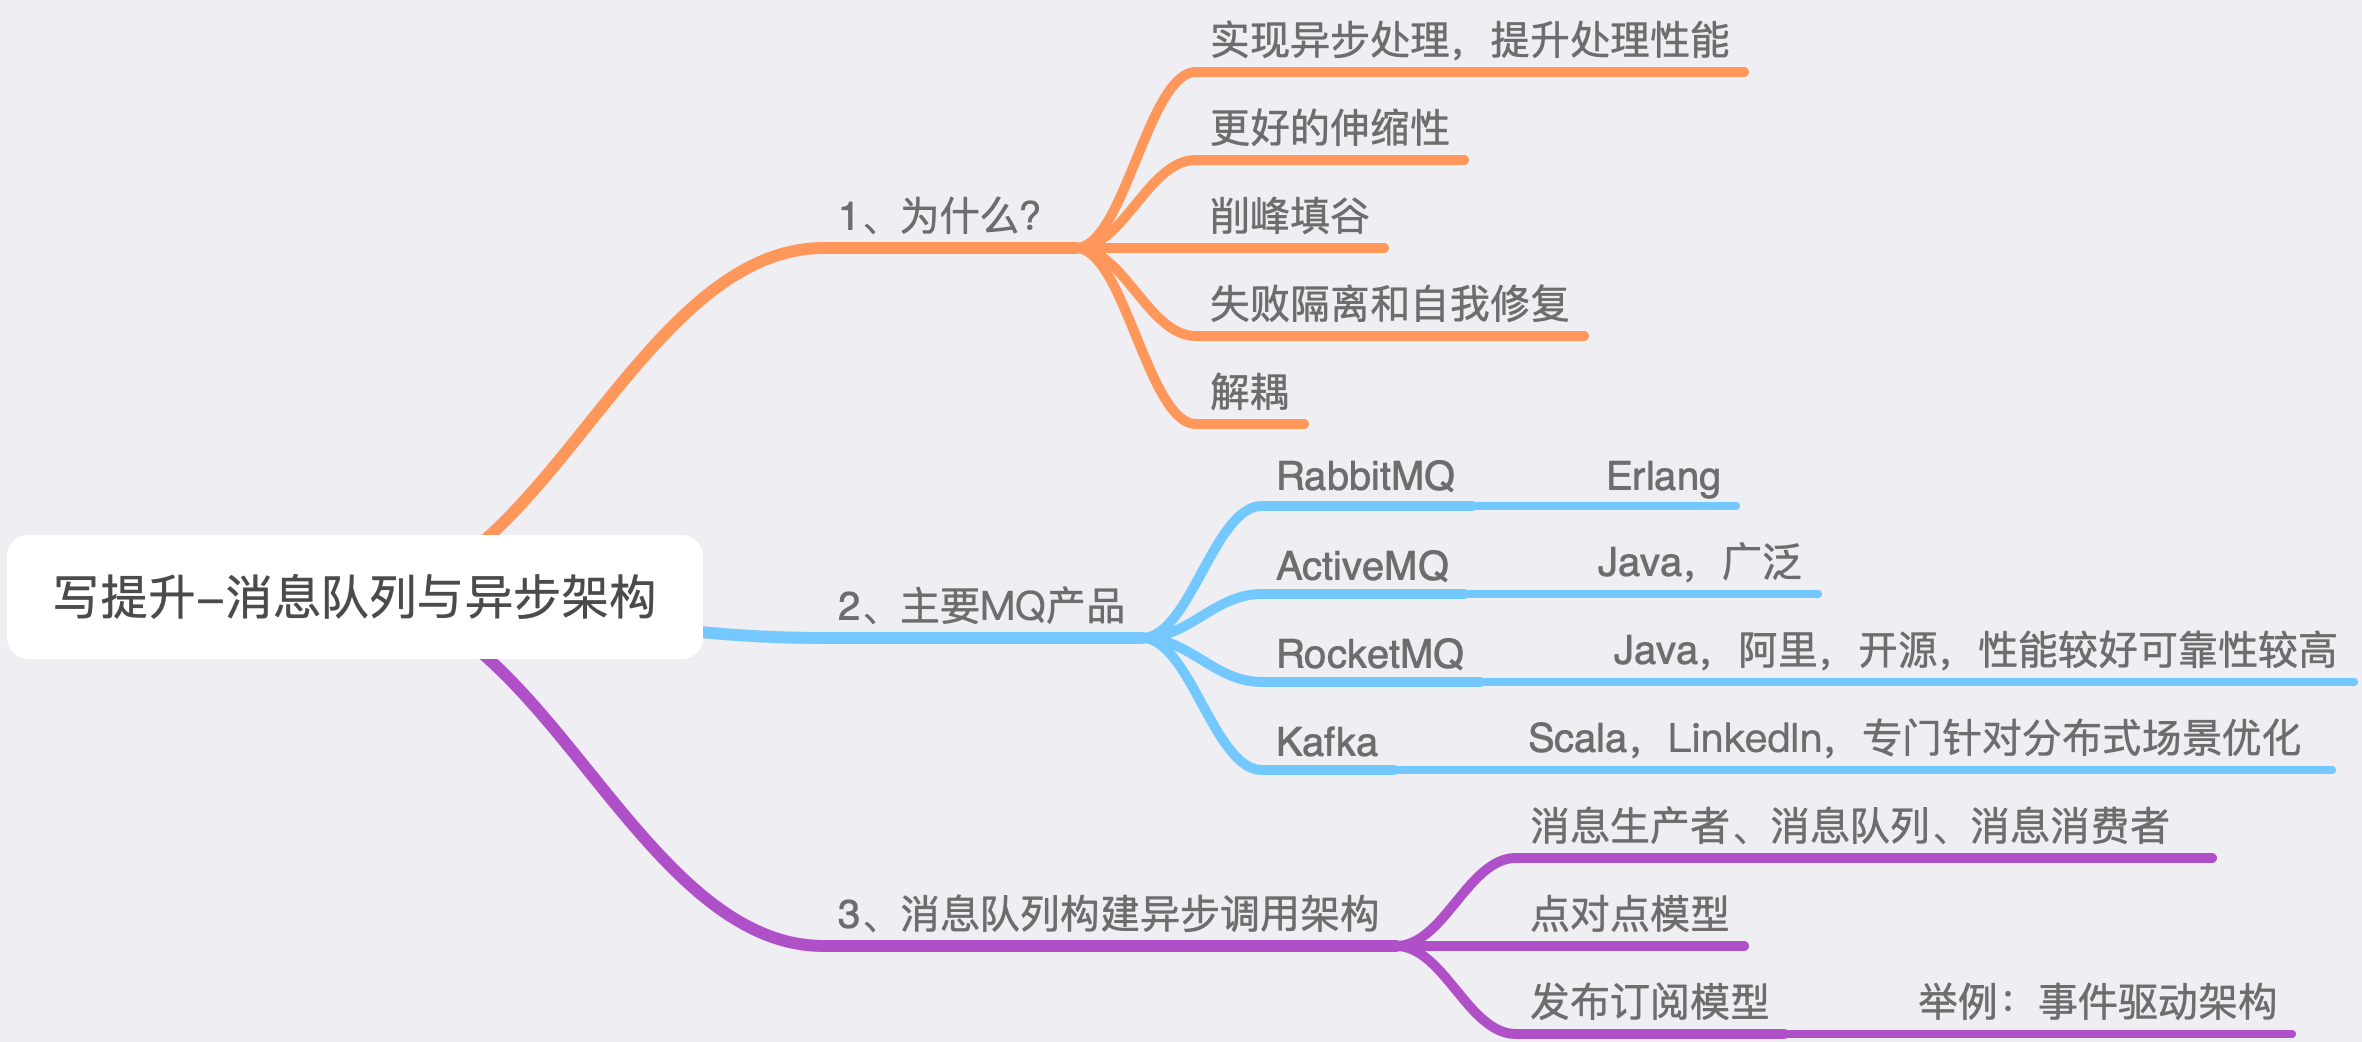 写提升-消息队列与异步架构
1、为什么?
实现异步处理，提升处理性能
更好的伸缩性
削峰填谷
失败隔离和自我修复
解耦
2、主要MQ产品
RabbitMQ
Erlang
ActiveMQ
Java，广泛
RocketMQ
Java，阿里，开源，性能较好可靠性较高
Kafka
Scala，LinkedIn，专门针对分布式场景优化
3、消息队列构建异步调用架构
消息生产者、消息队列、消息消费者
点对点模型
发布订阅模型
举例：事件驱动架构